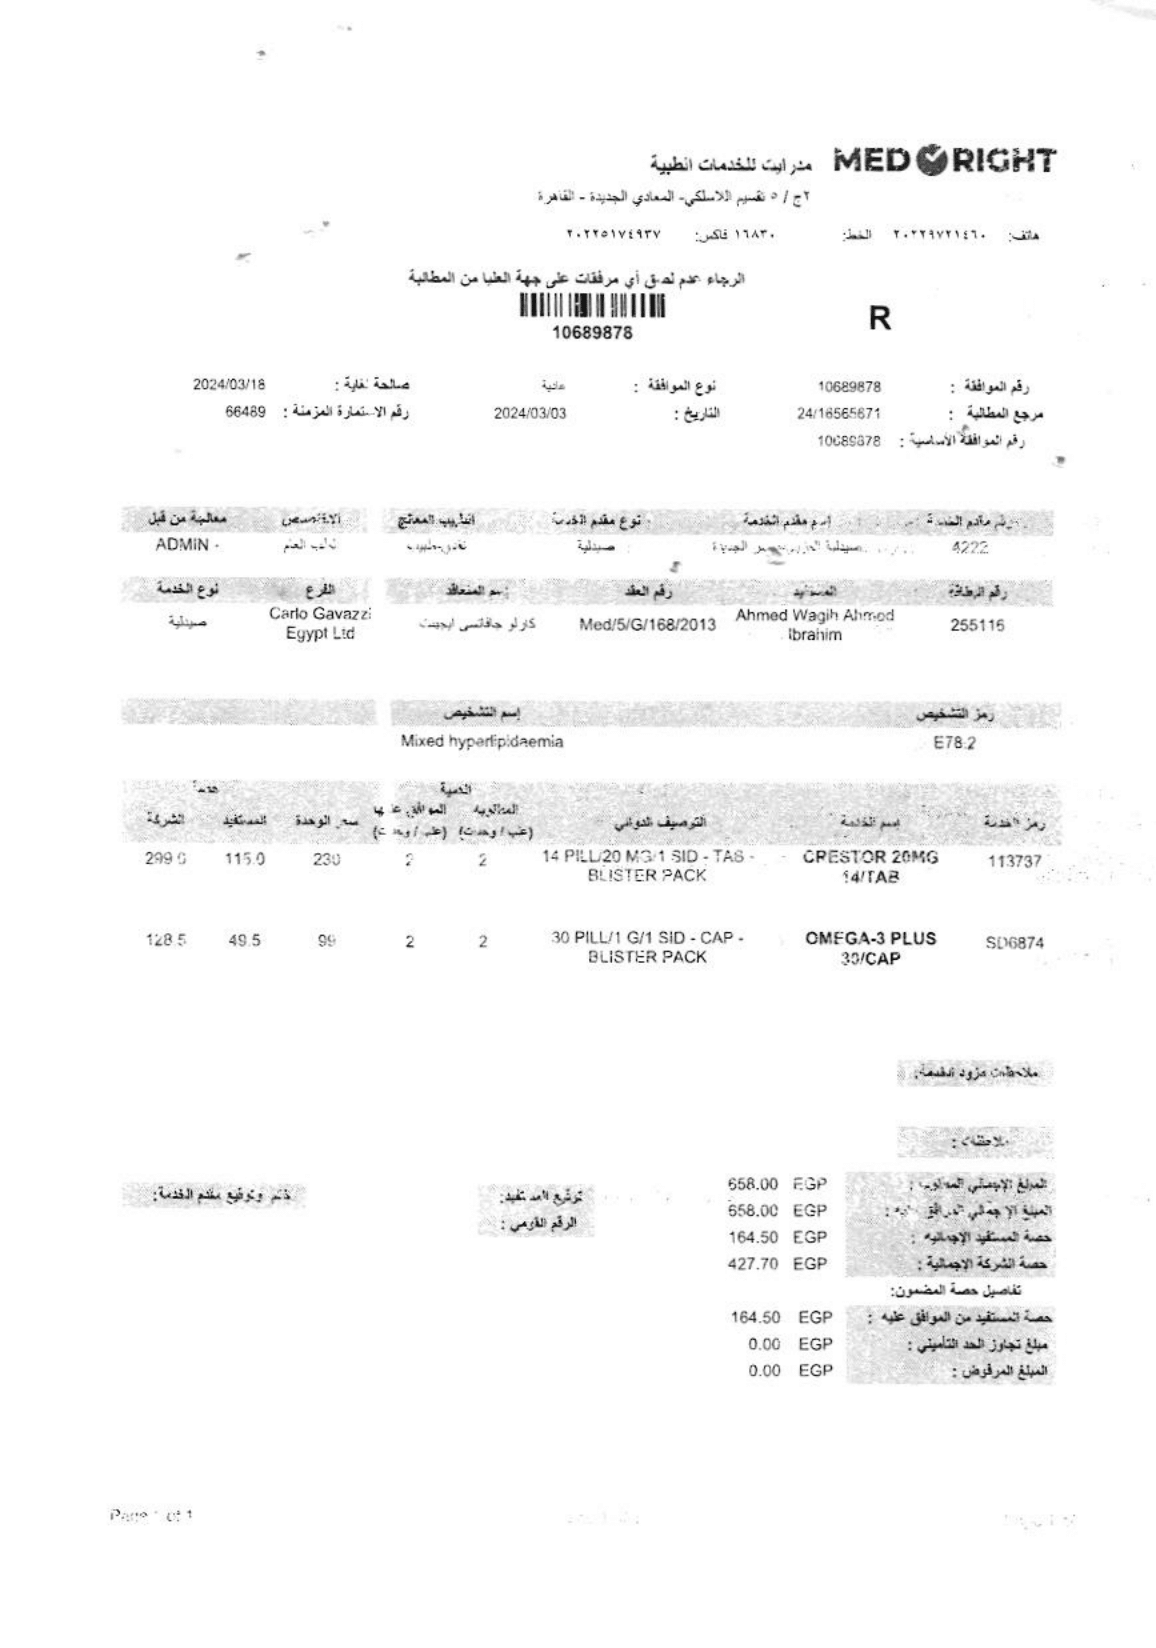 MED RIGHT مدرايت للخدمات الطبية
٢ج / ٥ تقسيم اللاسلكي- المعادي الجديدة - القاهرة
هاتف: ٢٠٢٢٩٧٢١٤٦٠ الخط: ١٦٨٣٠ فاكس: ٢٠٢٢٥١٧٤٩٣٧
الرجاء عدم لصق أي مرفقات على جهة العليا من المطالبة
10689878
R
رقم الموافقة : 10689878 نوع الموافقة : عادية صالحة لغاية : 2024/03/18
مرجع المطالبة : 24/16565671 التاريخ : 2024/03/03 رقم الاستمارة المزمنة : 66489
رقم الموافقة الأساسية : 10689878
رقم مقدم الخدمة إسم مقدم الخدمة نوع مقدم الخدمة الطبيب المعالج الاختصاص معالجة من قبل
4222 صيدلية الجديدة صيدلية ADMIN -
رقم البطاقة المستفيد رقم العقد إسم المتعاقد الفرع نوع الخدمة
255116 Ahmed Wagih Ahmed Ibrahim Med/5/G/168/2013 كارلو جافاتسى ايجيبت Carlo Gavazzi Egypt Ltd صيدلية
رمز التشخيص إسم التشخيص
E78.2 Mixed hyperlipidaemia
الكمية حصة
رمز الخدمة إسم الخدمة التوصيف الدوائي المطلوبة (علب / وحدات) الموافق عليها (علب / وحدات) سعر الوحدة المستفيد الشركة
113737 CRESTOR 20MG 14/TAB 14 PILL/20 MG/1 SID - TAB - BLISTER PACK 2 2 230 115.0
SD6874 OMEGA-3 PLUS 30/CAP 30 PILL/1 G/1 SID - CAP - BLISTER PACK 2 2 99 49.5 128.5
ملاحظات مزود الخدمة:
ملاحظات :
المبلغ الإجمالي المطلوب : EGP 658.00
المبلغ الإجمالي الموافق عليه : EGP 658.00
حصة المستفيد الإجمالية : EGP 164.50
حصة الشركة الإجمالية : EGP 427.70
توقيع المستفيد:
الرقم القومي :
ختم وتوقيع مقدم الخدمة:
تفاصيل حصة المضمون:
حصة المستفيد من الموافق عليه : EGP 164.50
مبلغ تجاوز الحد التأميني : EGP 0.00
المبلغ المرفوض : EGP 0.00
Page 1 of 1